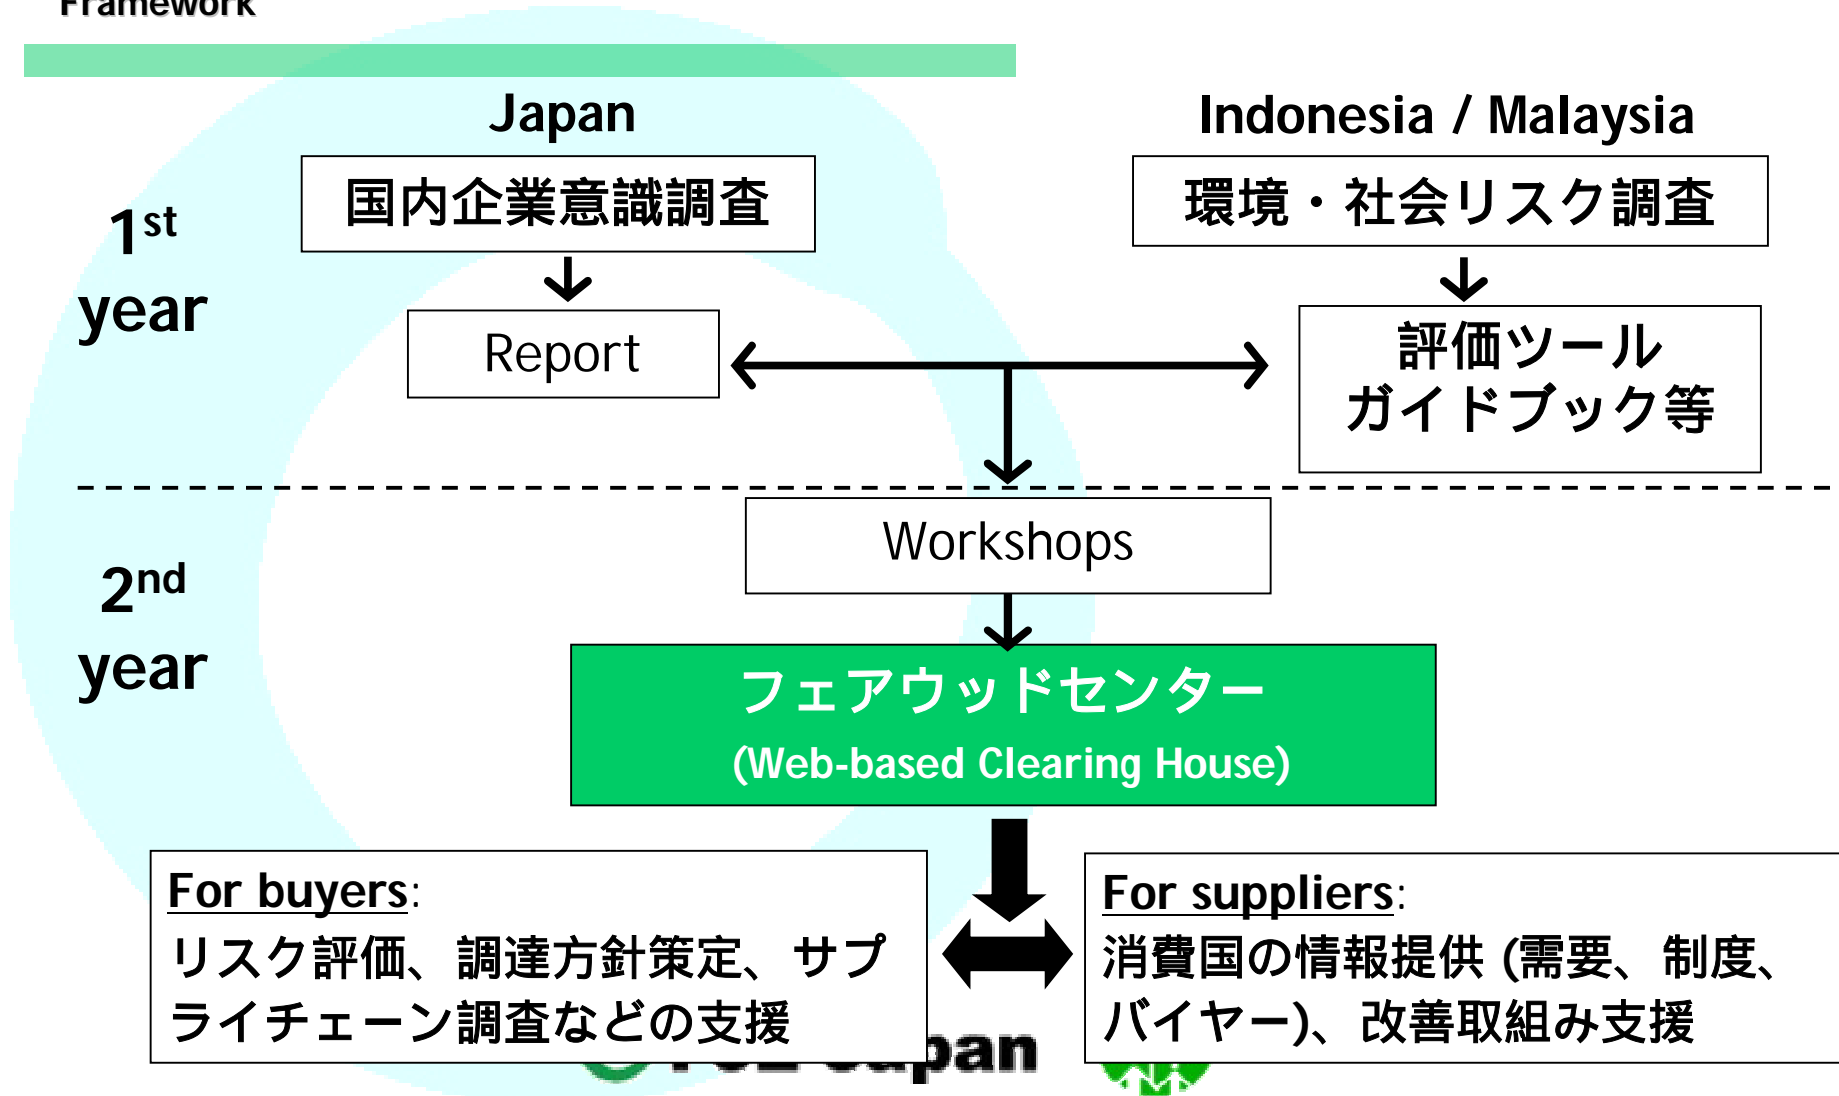 Framework
Japan
Indonesia / Malaysia
国内企業意識調査
環境・社会リスク調査
1st
year
Report
評価ツール
ガイドブック等
Workshops
2nd
year
フェアウッドセンター
(Web-based Clearing House)
For buyers:
リスク評価、調達方針策定、サプ
ライチェーン調査などの支援
For suppliers:
消費国の情報提供 (需要、制度、
バイヤー)、改善取組み支援
Japan